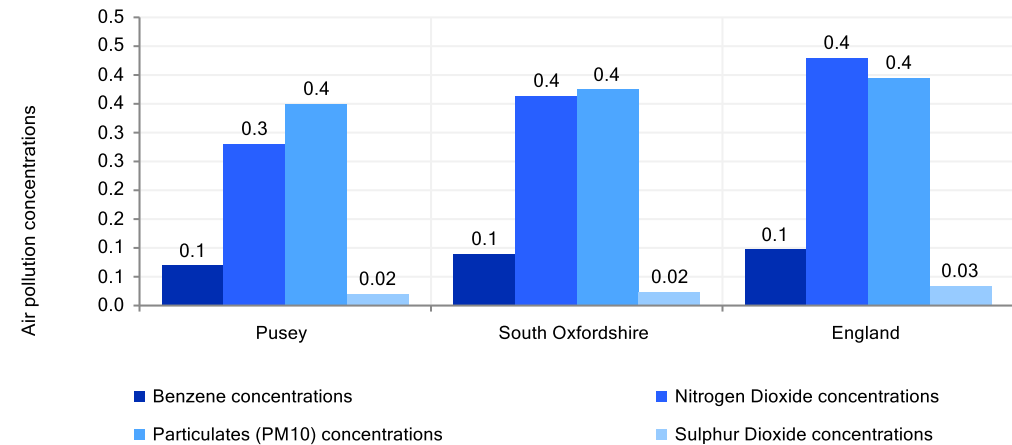 Air pollution concentrations
0.5
0.5
0.4
0.4
0.3
0.3
0.2
0.2
0.1
0.1
0.0
0.1
0.3
0.4
0.02
0.1
0.4
0.4
0.02
0.1
0.4
0.4
0.03
Pusey
South Oxfordshire
England
Benzene concentrations
Nitrogen Dioxide concentrations
Particulates (PM10) concentrations
Sulphur Dioxide concentrations